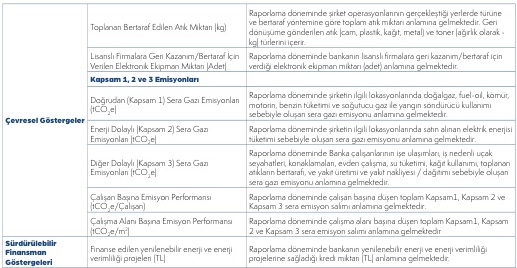 Toplanan Bertaraf Edilen Atık Miktarı (kg)
Raporlama döneminde şirket operasyonlarının gerçekleştiği yerlerde türüne
ve bertaraf yöntemine göre toplam atık miktarı anlamına gelmektedir. Geri
dönüşüme gönderilen atık (cam, plastik, kağıt, metal) ve toner (ağırlık olarak -
kg) türlerini içerir.
Lisanslı Firmalara Geri Kazanım/Bertaraf İçin
Verilen Elektronik Ekipman Miktarı (Adet)
Raporlama döneminde bankanın lisanslı firmalara geri kazanım/bertaraf için
verdiği elektronik ekipman miktarı (adet) anlamına gelmektedir.
Kapsam 1, 2 ve 3 Emisyonları
Çevresel Göstergeler
Doğrudan (Kapsam 1) Sera Gazı Emisyonları
(tCO2e)
Raporlama döneminde şirketin ilgili lokasyonlarında doğalgaz, fuel-oil, kömür,
motorin, benzin tüketimi ve soğutucu gaz ile yangın söndürücü kullanımı
sebebiyle oluşan sera gazı emisyonu anlamına gelmektedir.
Enerji Dolaylı (Kapsam 2) Sera Gazı
Emisyonları (tCO2e)
Raporlama döneminde şirketin ilgili lokasyonlarında satın alınan elektrik enerjisi
tüketimi sebebiyle oluşan sera gazı emisyonu anlamına gelmektedir.
Diğer Dolaylı (Kapsam 3) Sera Gazı
Emisyonları (tCO2e)
Raporlama döneminde Banka çalışanlarının işe ulaşımları, iş nedenli uçak
seyahatleri, konaklamaları, evden çalışma, su tüketimi, kağıt kullanımı, toplanan
atıkların bertarafı, ve yakıt üretimi ve yakıt nakliyesi / dağıtımı sebebiyle oluşan
sera gazı emisyonu anlamına gelmektedir.
Çalışan Başına Emisyon Performansı
(tCO2e/Çalışan)
Raporlama döneminde çalışan başına düşen toplam Kapsam1, Kapsam 2 ve
Kapsam 3 sera emisyon salımı anlamına gelmektedir.
Çalışma Alanı Başına Emisyon Performansı
(tCO2e/m²)
Raporlama döneminde çalışma alanı başına düşen toplam Kapsam1, Kapsam
2 ve Kapsam 3 sera emisyon salımı anlamına gelmektedir
Sürdürülebilir
Finansman
Göstergeleri
Finanse edilen yenilenebilir enerji ve enerji
verimliliği projeleri (TL)
Raporlama döneminde bankanın yenilenebilir enerji ve enerji verimliliği
projelerine sağladığı kredi miktarı (TL) anlamına gelmektedir.